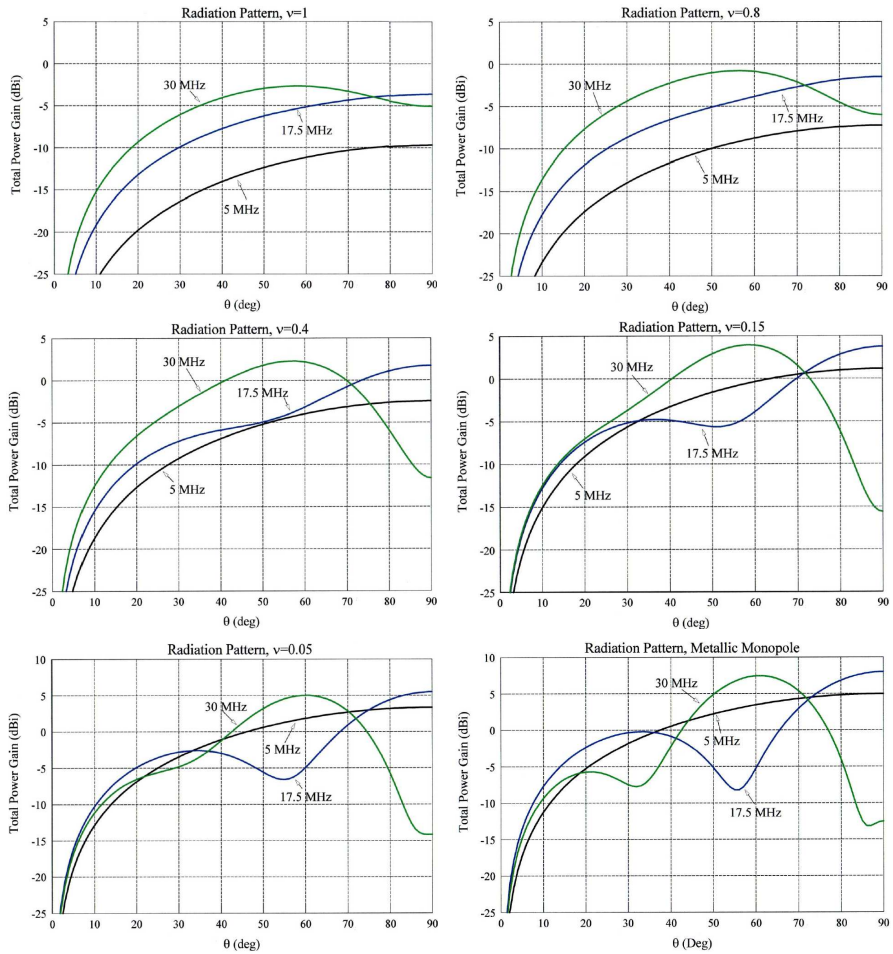 Radiation Pattern, ν=1
Total Power Gain (dBi)
5
0
-5
-10
-15
-20
-25
30 MHz
17.5 MHz
5 MHz
0 10 20 30 40 50 60 70 80 90
θ (deg)
Radiation Pattern, ν=0.8
Total Power Gain (dBi)
5
0
-5
-10
-15
-20
-25
30 MHz
17.5 MHz
5 MHz
0 10 20 30 40 50 60 70 80 90
θ (deg)
Radiation Pattern, ν=0.4
Total Power Gain (dBi)
5
0
-5
-10
-15
-20
-25
30 MHz
17.5 MHz
5 MHz
0 10 20 30 40 50 60 70 80 90
θ (deg)
Radiation Pattern, ν=0.15
Total Power Gain (dBi)
5
0
-5
-10
-15
-20
-25
30 MHz
17.5 MHz
5 MHz
0 10 20 30 40 50 60 70 80 90
θ (deg)
Radiation Pattern, ν=0.05
Total Power Gain (dBi)
10
5
0
-5
-10
-15
-20
-25
30 MHz
5 MHz
17.5 MHz
0 10 20 30 40 50 60 70 80 90
θ (deg)
Radiation Pattern, Metallic Monopole
Total Power Gain (dBi)
10
5
0
-5
-10
-15
-20
-25
30 MHz
5 MHz
17.5 MHz
0 10 20 30 40 50 60 70 80 90
θ (Deg)